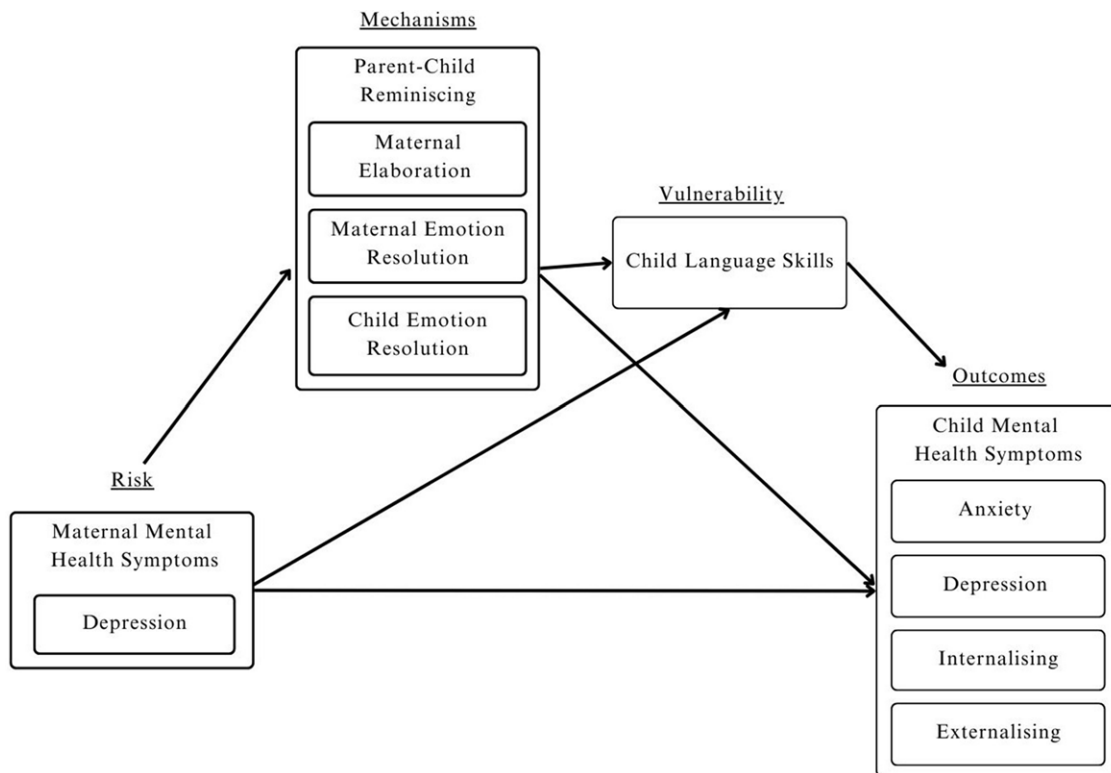 Mechanisms
Parent-Child
Reminiscing
Maternal
Elaboration
Maternal Emotion
Resolution
Child Emotion
Resolution
Vulnerability
Child Language Skills
Risk
Maternal Mental
Health Symptoms
Depression
Outcomes
Child Mental
Health Symptoms
Anxiety
Depression
Internalising
Externalising